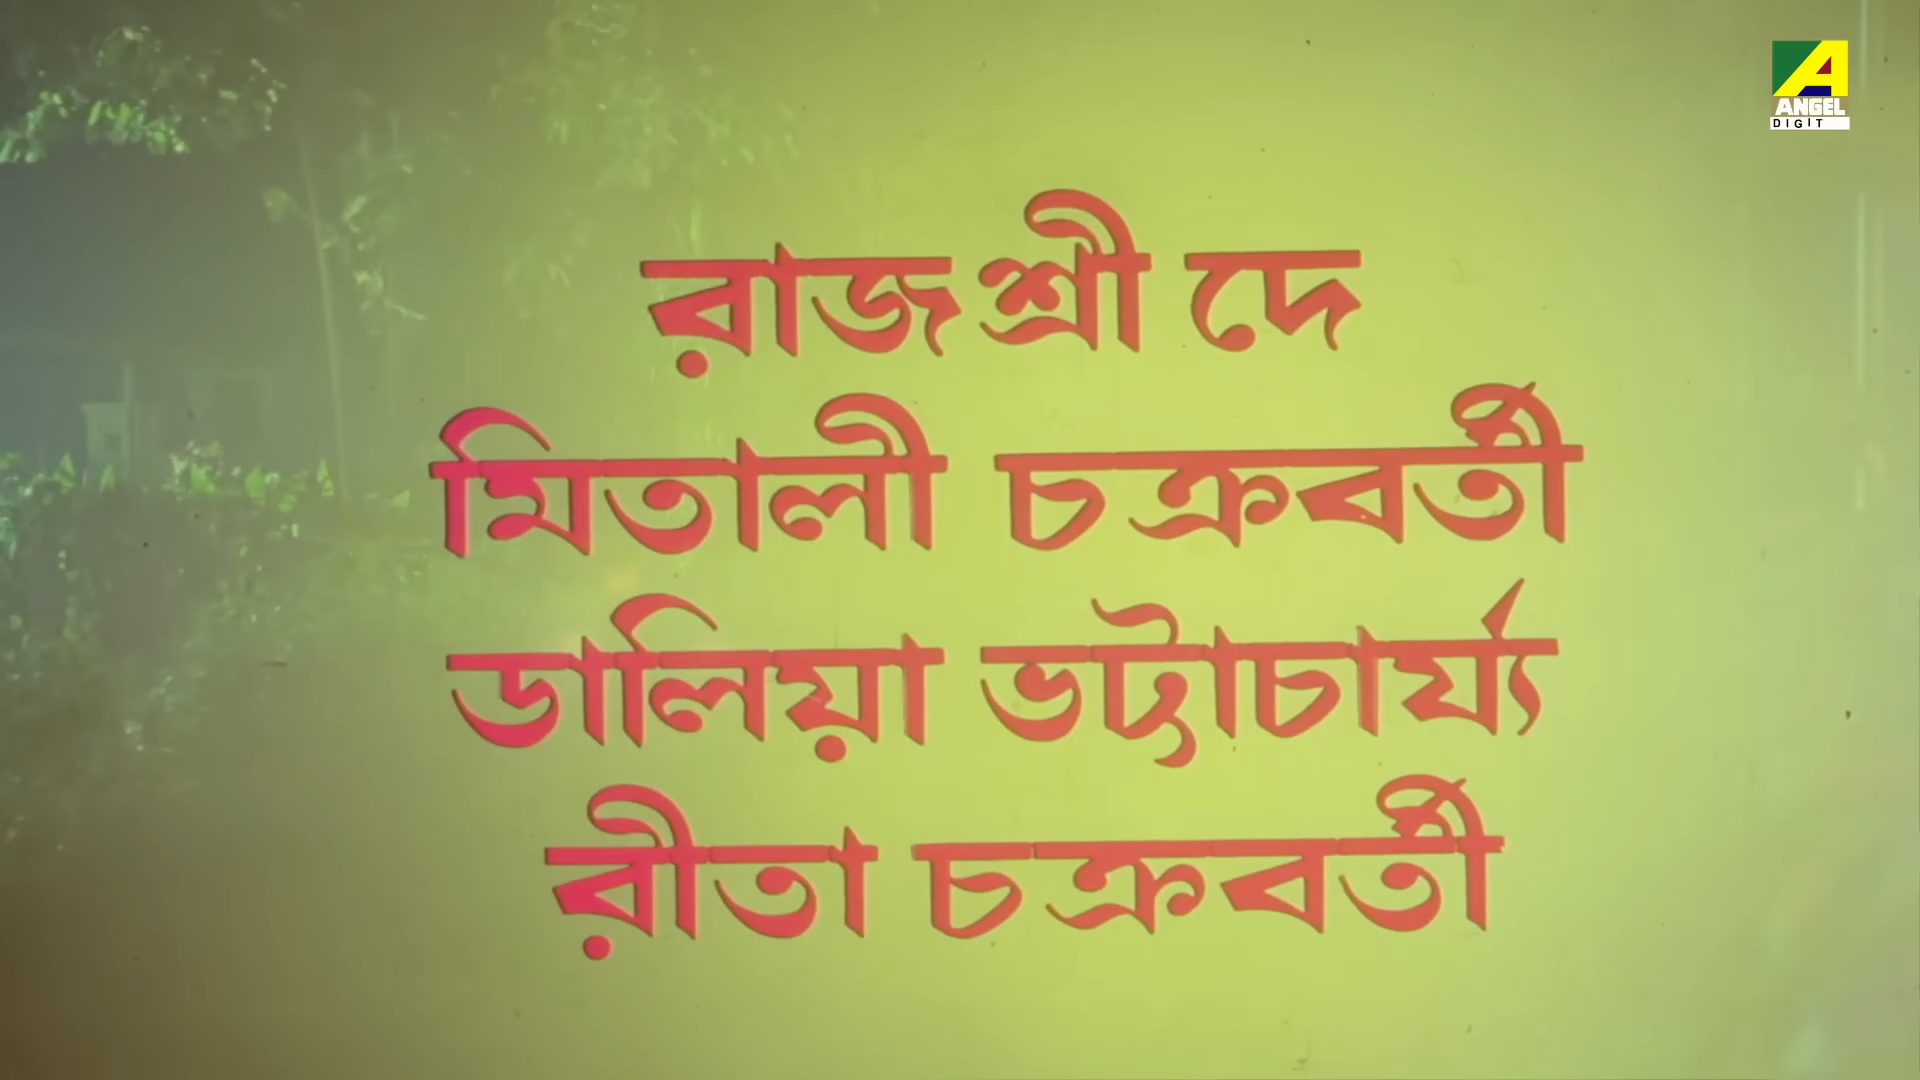 ANGEL
DIGIT
রাজশ্রী দে
মিতালী চক্রবর্তী
ডালিয়া ভট্টাচার্য্য
রীতা চক্রবর্তী